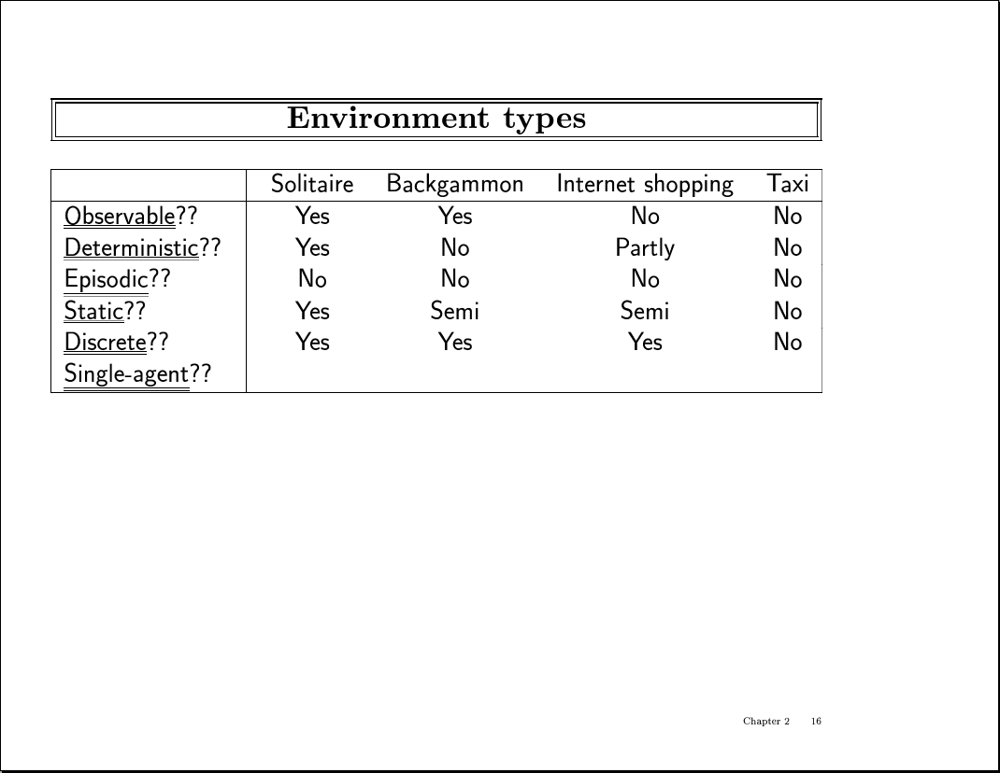 Environment types
Solitaire Backgammon Internet shopping Taxi
Observable?? Yes Yes No No
Deterministic?? Yes No Partly No
Episodic?? No No No No
Static?? Yes Semi Semi No
Discrete?? Yes Yes Yes No
Single-agent??
Chapter 2 16